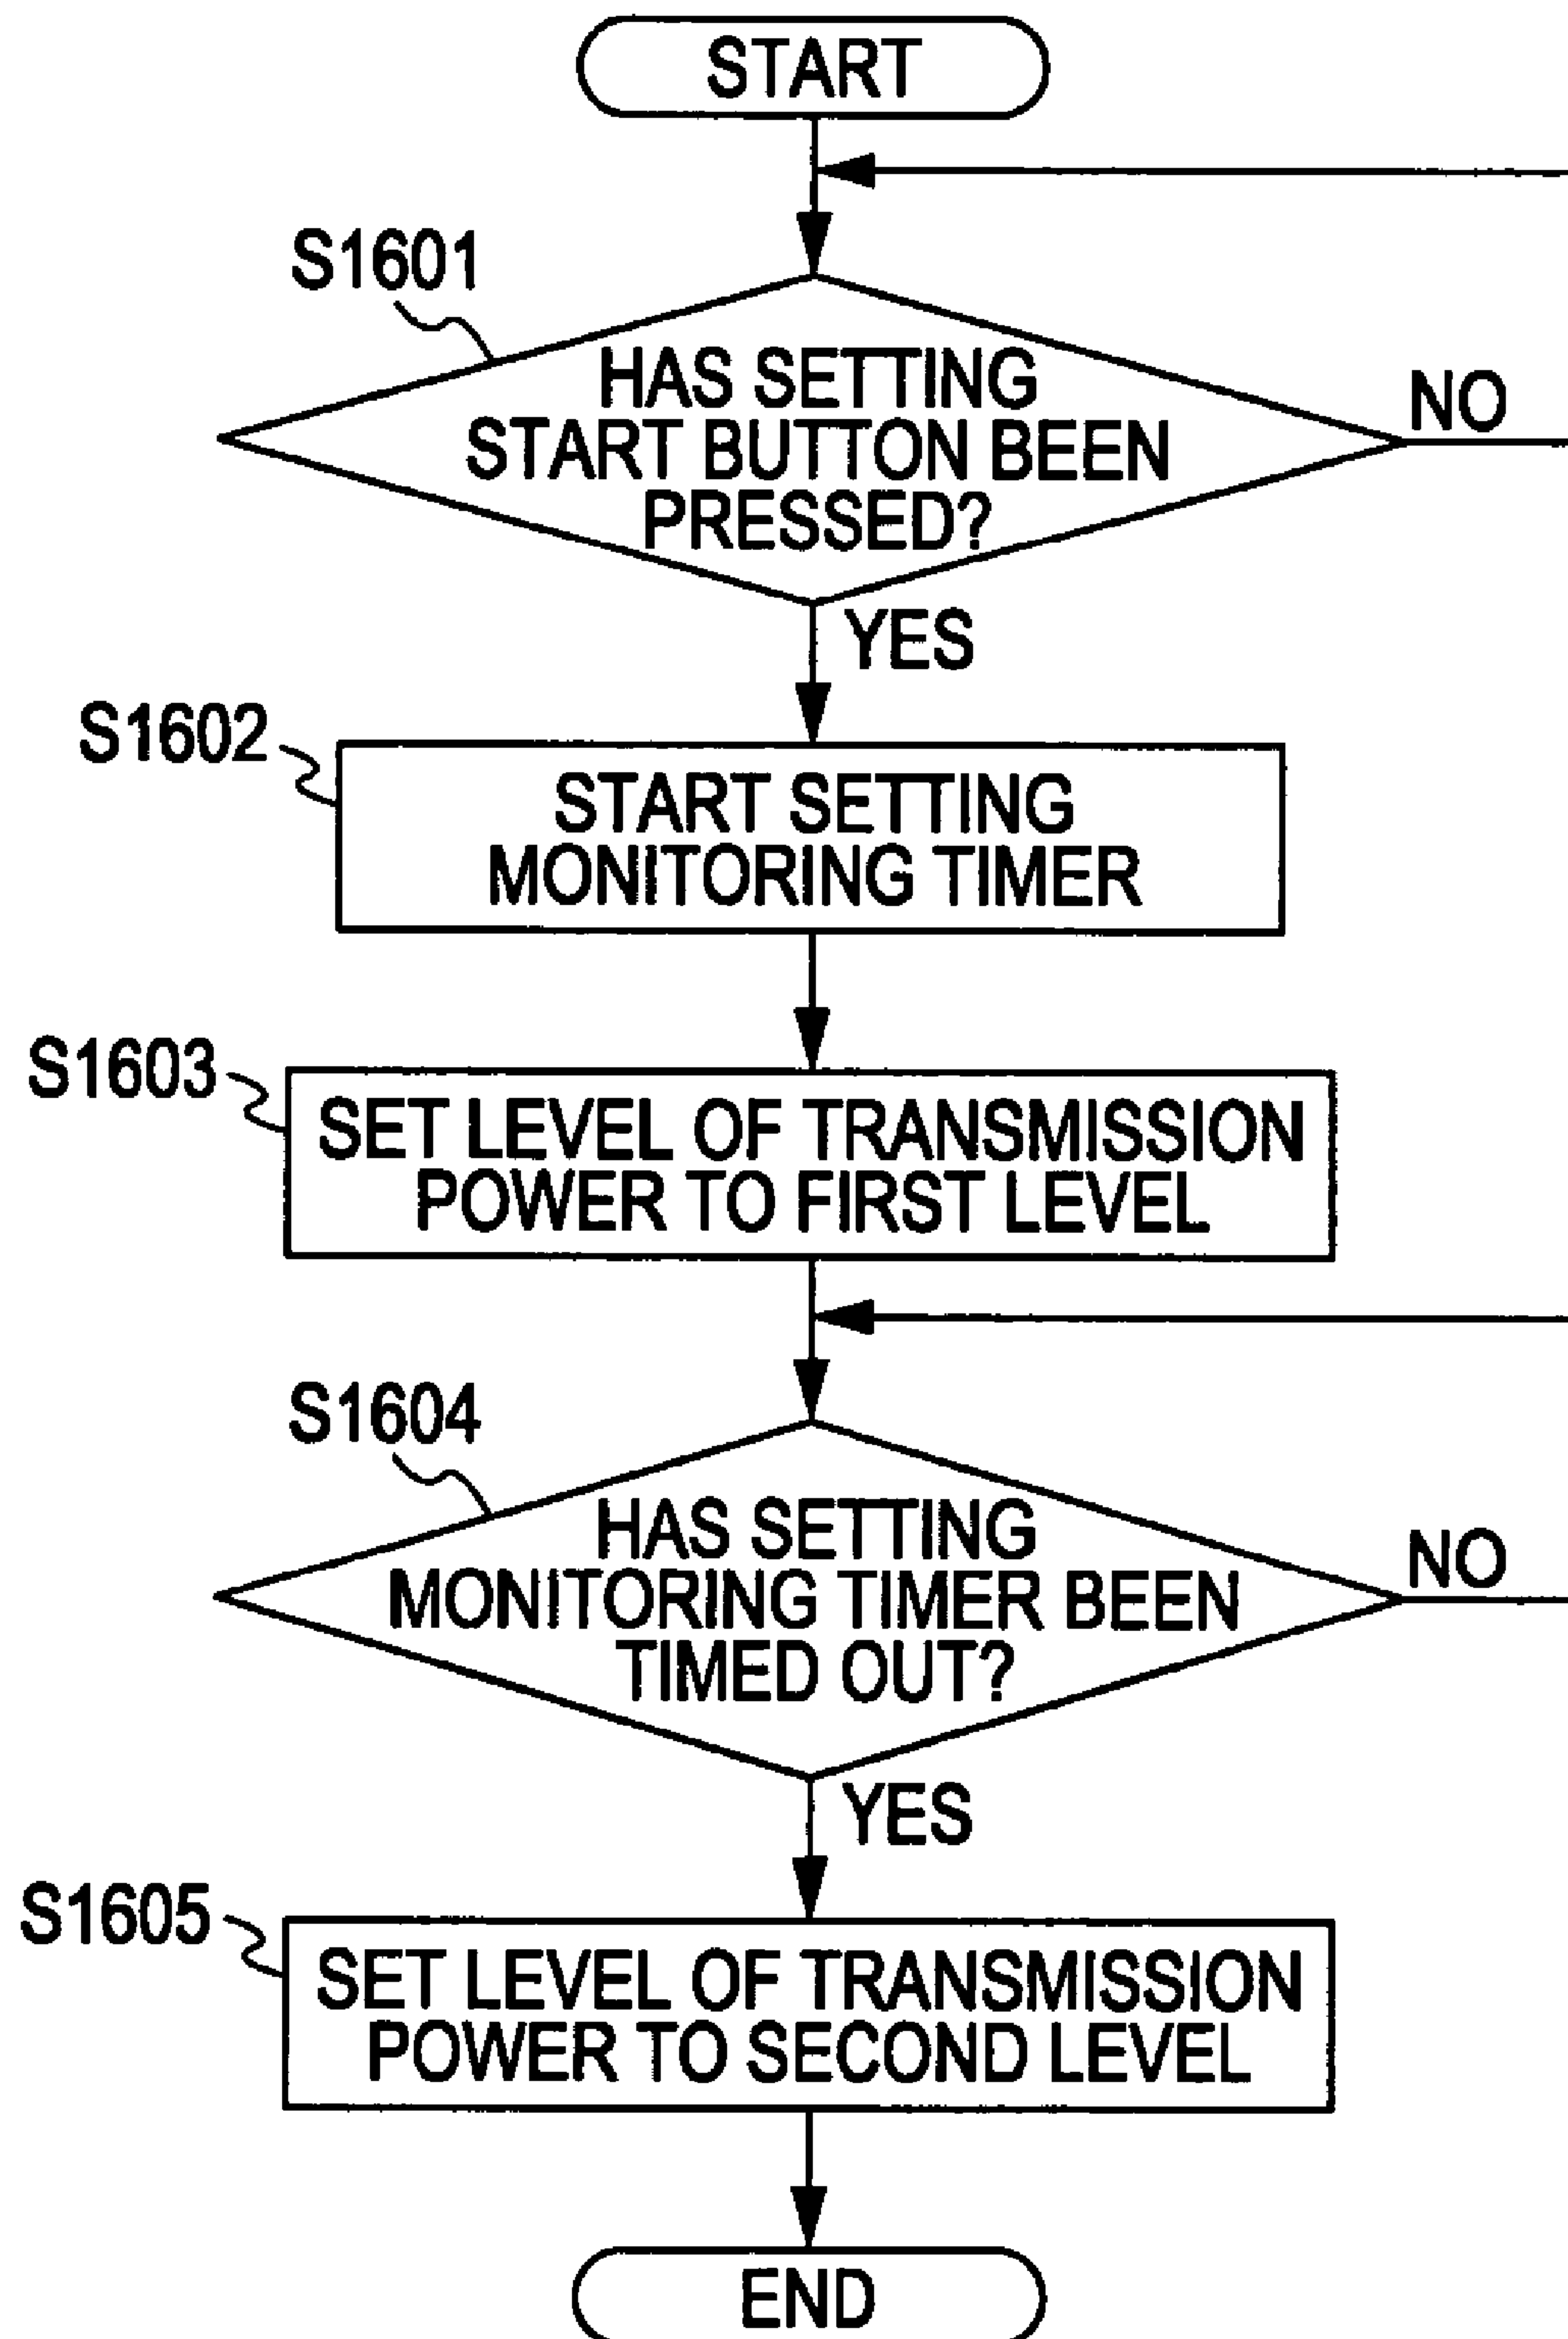 START
S1601
HAS SETTING
START BUTTON BEEN
PRESSED?
NO
YES
S1602
START SETTING
MONITORING TIMER
S1603
SET LEVEL OF TRANSMISSION
POWER TO FIRST LEVEL
S1604
HAS SETTING
MONITORING TIMER BEEN
TIMED OUT?
NO
YES
S1605
SET LEVEL OF TRANSMISSION
POWER TO SECOND LEVEL
END